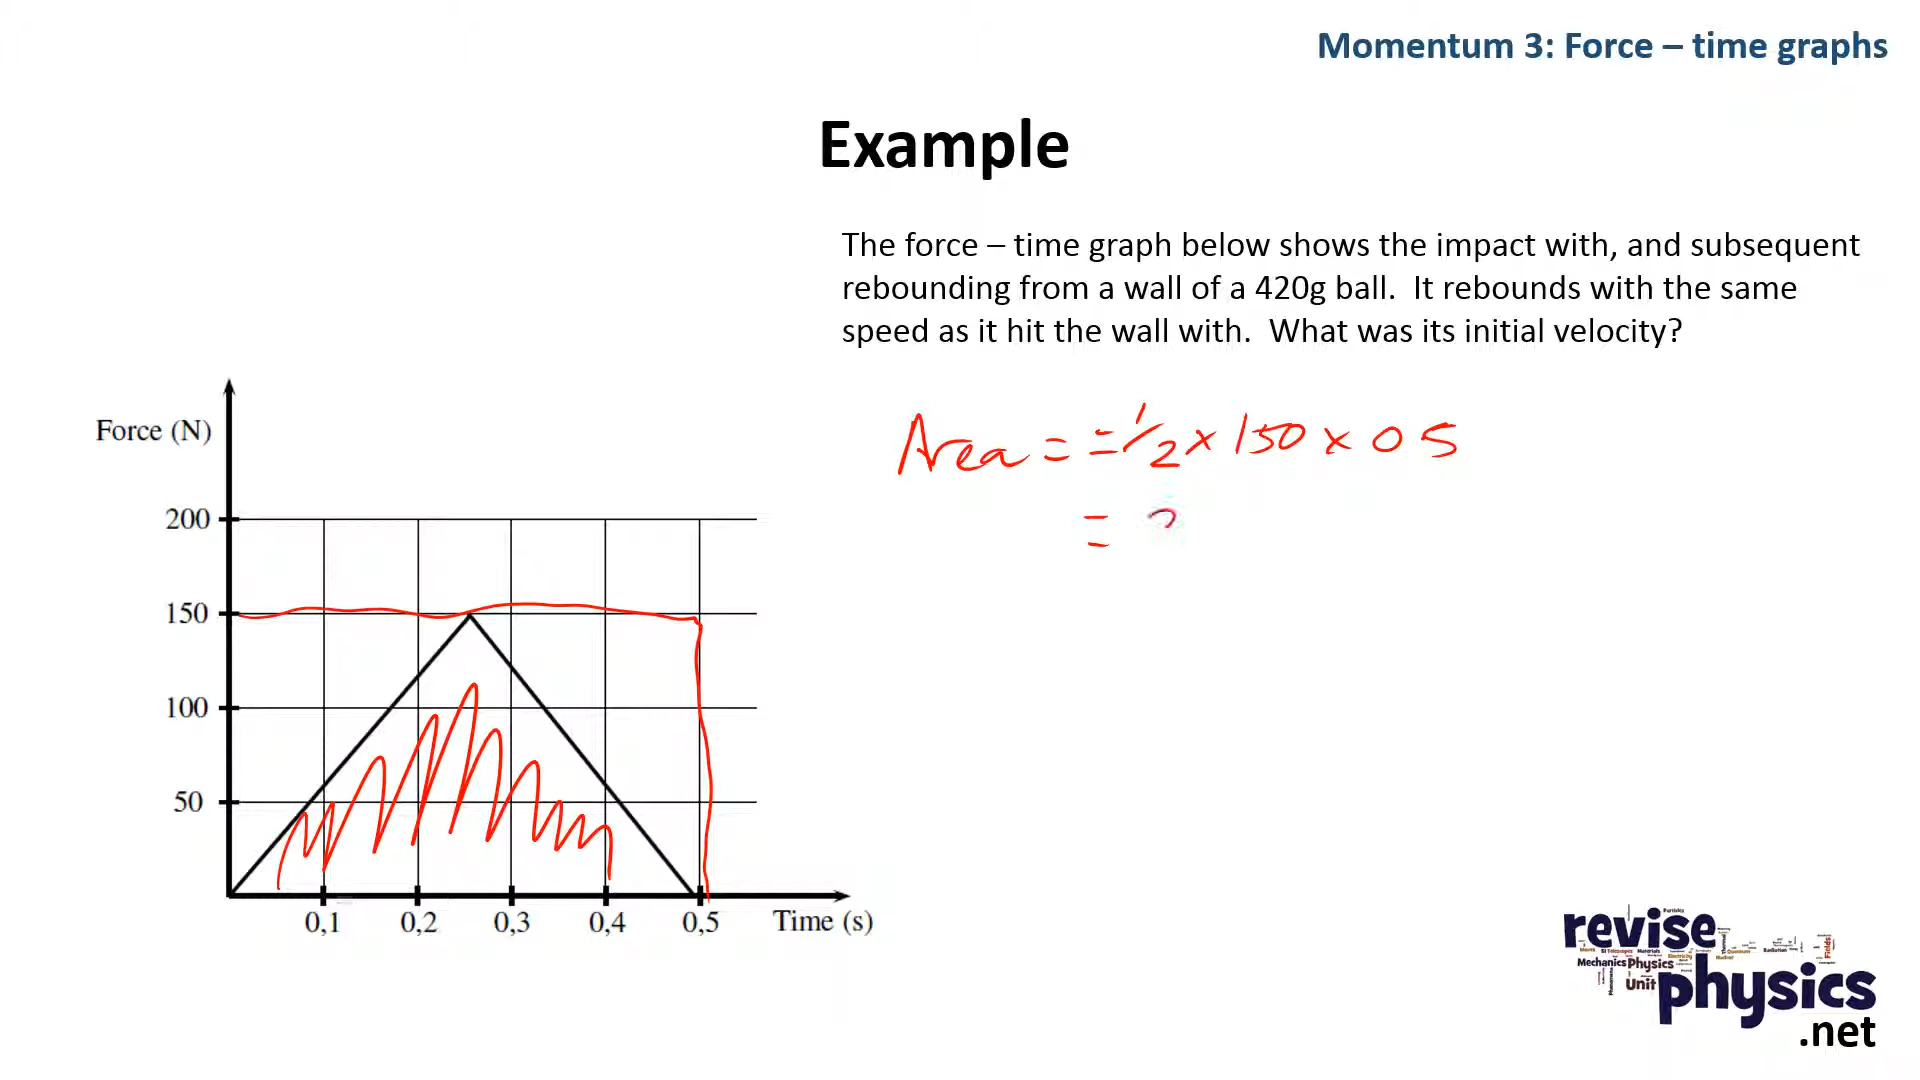 Momentum 3: Force – time graphs
Example
The force – time graph below shows the impact with, and subsequent
rebounding from a wall of a 420g ball. It rebounds with the same
speed as it hit the wall with. What was its initial velocity?
Area = = 1/2 × 150 × 0 5
=
Force (N)
200
150
100
50
0,1 0,2 0,3 0,4 0,5 Time (s)
revise
Mechanics Physics
Unit
physics
.net